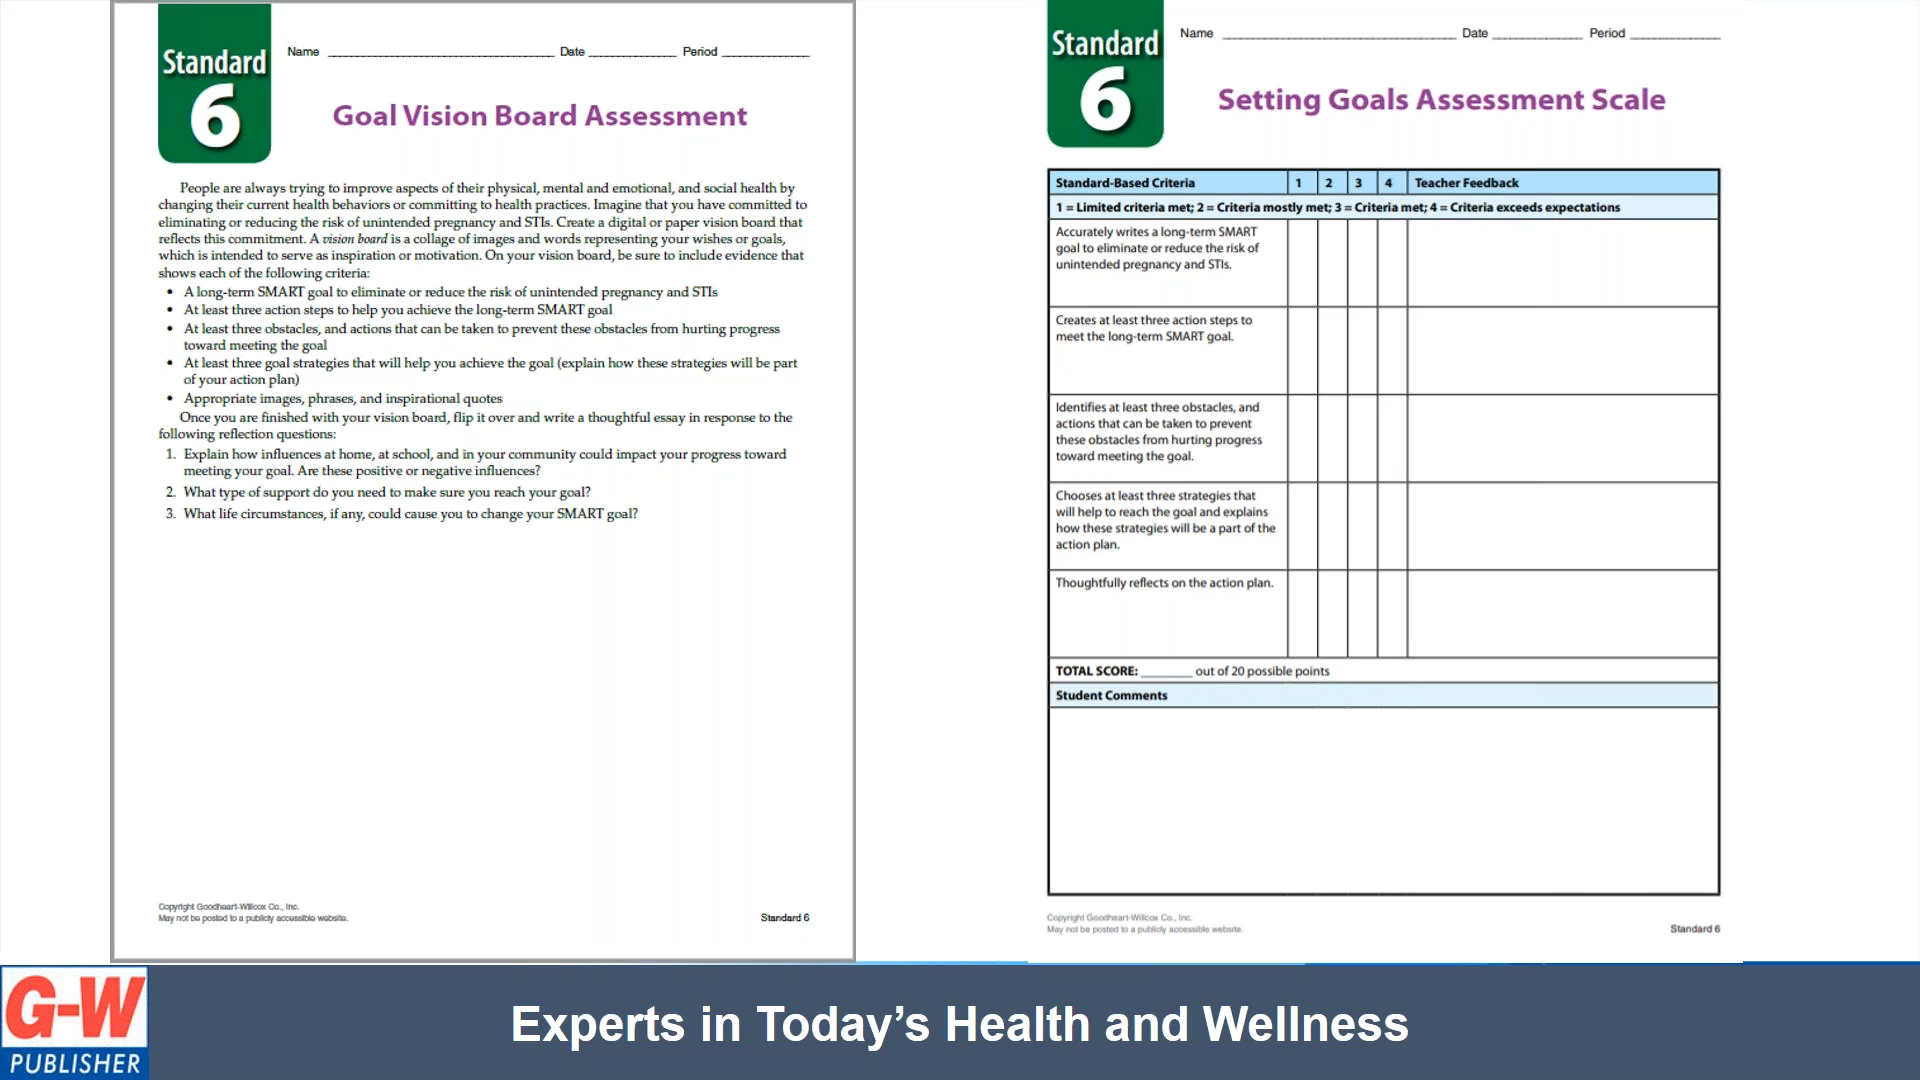 Standard
6
Name Date Period
Goal Vision Board Assessment
People are always trying to improve aspects of their physical, mental and emotional, and social health by
changing their current health behaviors or committing to health practices. Imagine that you have committed to
eliminating or reducing the risk of unintended pregnancy and STIs. Create a digital or paper vision board that
reflects this commitment. A vision board is a collage of images and words representing your wishes or goals,
which is intended to serve as inspiration or motivation. On your vision board, be sure to include evidence that
shows each of the following criteria:
• A long-term SMART goal to eliminate or reduce the risk of unintended pregnancy and STIs
• At least three action steps to help you achieve the long-term SMART goal
• At least three obstacles, and actions that can be taken to prevent these obstacles from hurting progress
toward meeting the goal
• At least three goal strategies that will help you achieve the goal (explain how these strategies will be part
of your action plan)
• Appropriate images, phrases, and inspirational quotes
Once you are finished with your vision board, flip it over and write a thoughtful essay in response to the
following reflection questions:
1. Explain how influences at home, at school, and in your community could impact your progress toward
meeting your goal. Are these positive or negative influences?
2. What type of support do you need to make sure you reach your goal?
3. What life circumstances, if any, could cause you to change your SMART goal?
Copyright Goodheart-Willcox Co., Inc.
May not be posted to a publicly accessible website.
Standard 6
Standard
6
Name Date Period
Setting Goals Assessment Scale
Standard-Based Criteria 1 2 3 4 Teacher Feedback
1 = Limited criteria met; 2 = Criteria mostly met; 3 = Criteria met; 4 = Criteria exceeds expectations
Accurately writes a long-term SMART
goal to eliminate or reduce the risk of
unintended pregnancy and STIs.
Creates at least three action steps to
meet the long-term SMART goal.
Identifies at least three obstacles, and
actions that can be taken to prevent
these obstacles from hurting progress
toward meeting the goal.
Chooses at least three strategies that
will help to reach the goal and explains
how these strategies will be a part of the
action plan.
Thoughtfully reflects on the action plan.
TOTAL SCORE: ________ out of 20 possible points
Student Comments
Copyright Goodheart-Willcox Co., Inc.
May not be posted to a publicly accessible website.
Standard 6
G-W
PUBLISHER
Experts in Today’s Health and Wellness